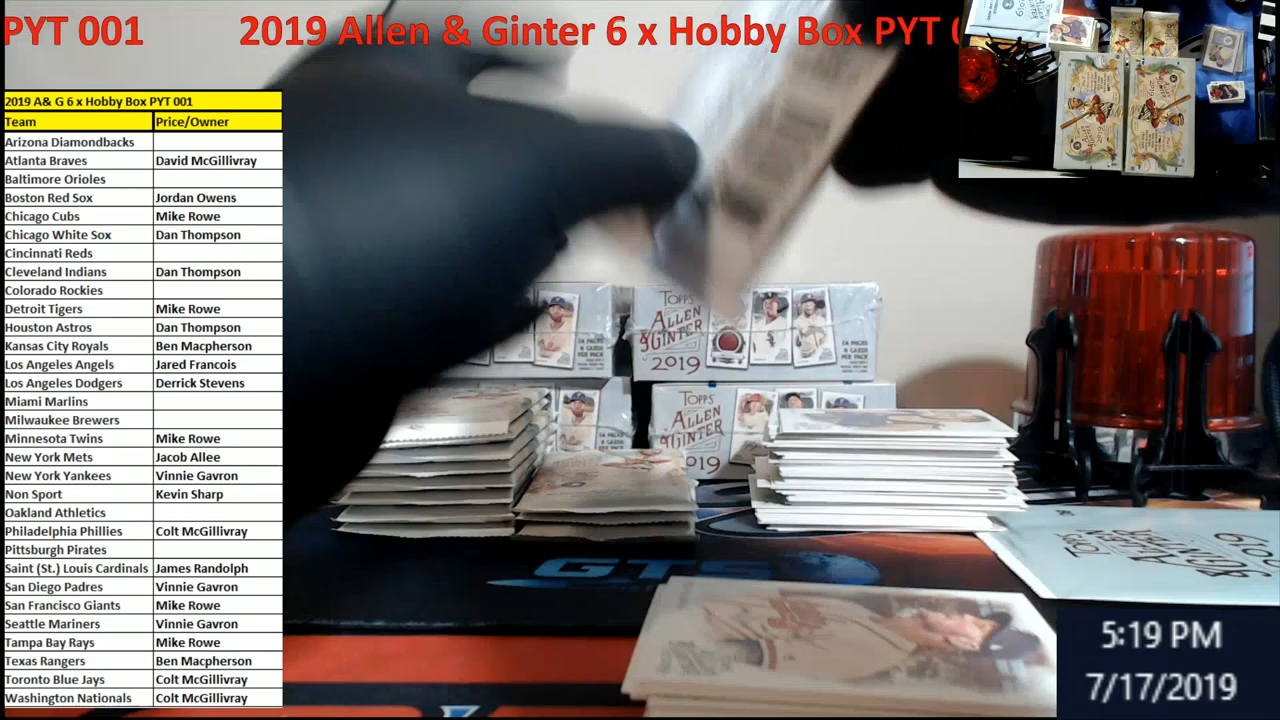 PYT 001 2019 Allen & Ginter 6 x Hobby Box PYT
2019 A& G 6 x Hobby Box PYT 001
Team Price/Owner
Arizona Diamondbacks
Atlanta Braves David McGillivray
Baltimore Orioles
Boston Red Sox Jordan Owens
Chicago Cubs Mike Rowe
Chicago White Sox Dan Thompson
Cincinnati Reds
Cleveland Indians Dan Thompson
Colorado Rockies
Detroit Tigers Mike Rowe
Houston Astros Dan Thompson
Kansas City Royals Ben Macpherson
Los Angeles Angels Jared Francois
Los Angeles Dodgers Derrick Stevens
Miami Marlins
Milwaukee Brewers
Minnesota Twins Mike Rowe
New York Mets Jacob Allee
New York Yankees Vinnie Gavron
Non Sport Kevin Sharp
Oakland Athletics
Philadelphia Phillies Colt McGillivray
Pittsburgh Pirates
Saint (St.) Louis Cardinals James Randolph
San Diego Padres Vinnie Gavron
San Francisco Giants Mike Rowe
Seattle Mariners Vinnie Gavron
Tampa Bay Rays Mike Rowe
Texas Rangers Ben Macpherson
Toronto Blue Jays Colt McGillivray
Washington Nationals Colt McGillivray
TOPPS
ALLEN
& GINTER
2019
24 PACKS
8 CARDS
PER PACK
TOPPS
ALLEN
& GINTER
2019
GTS
5:19 PM
7/17/2019